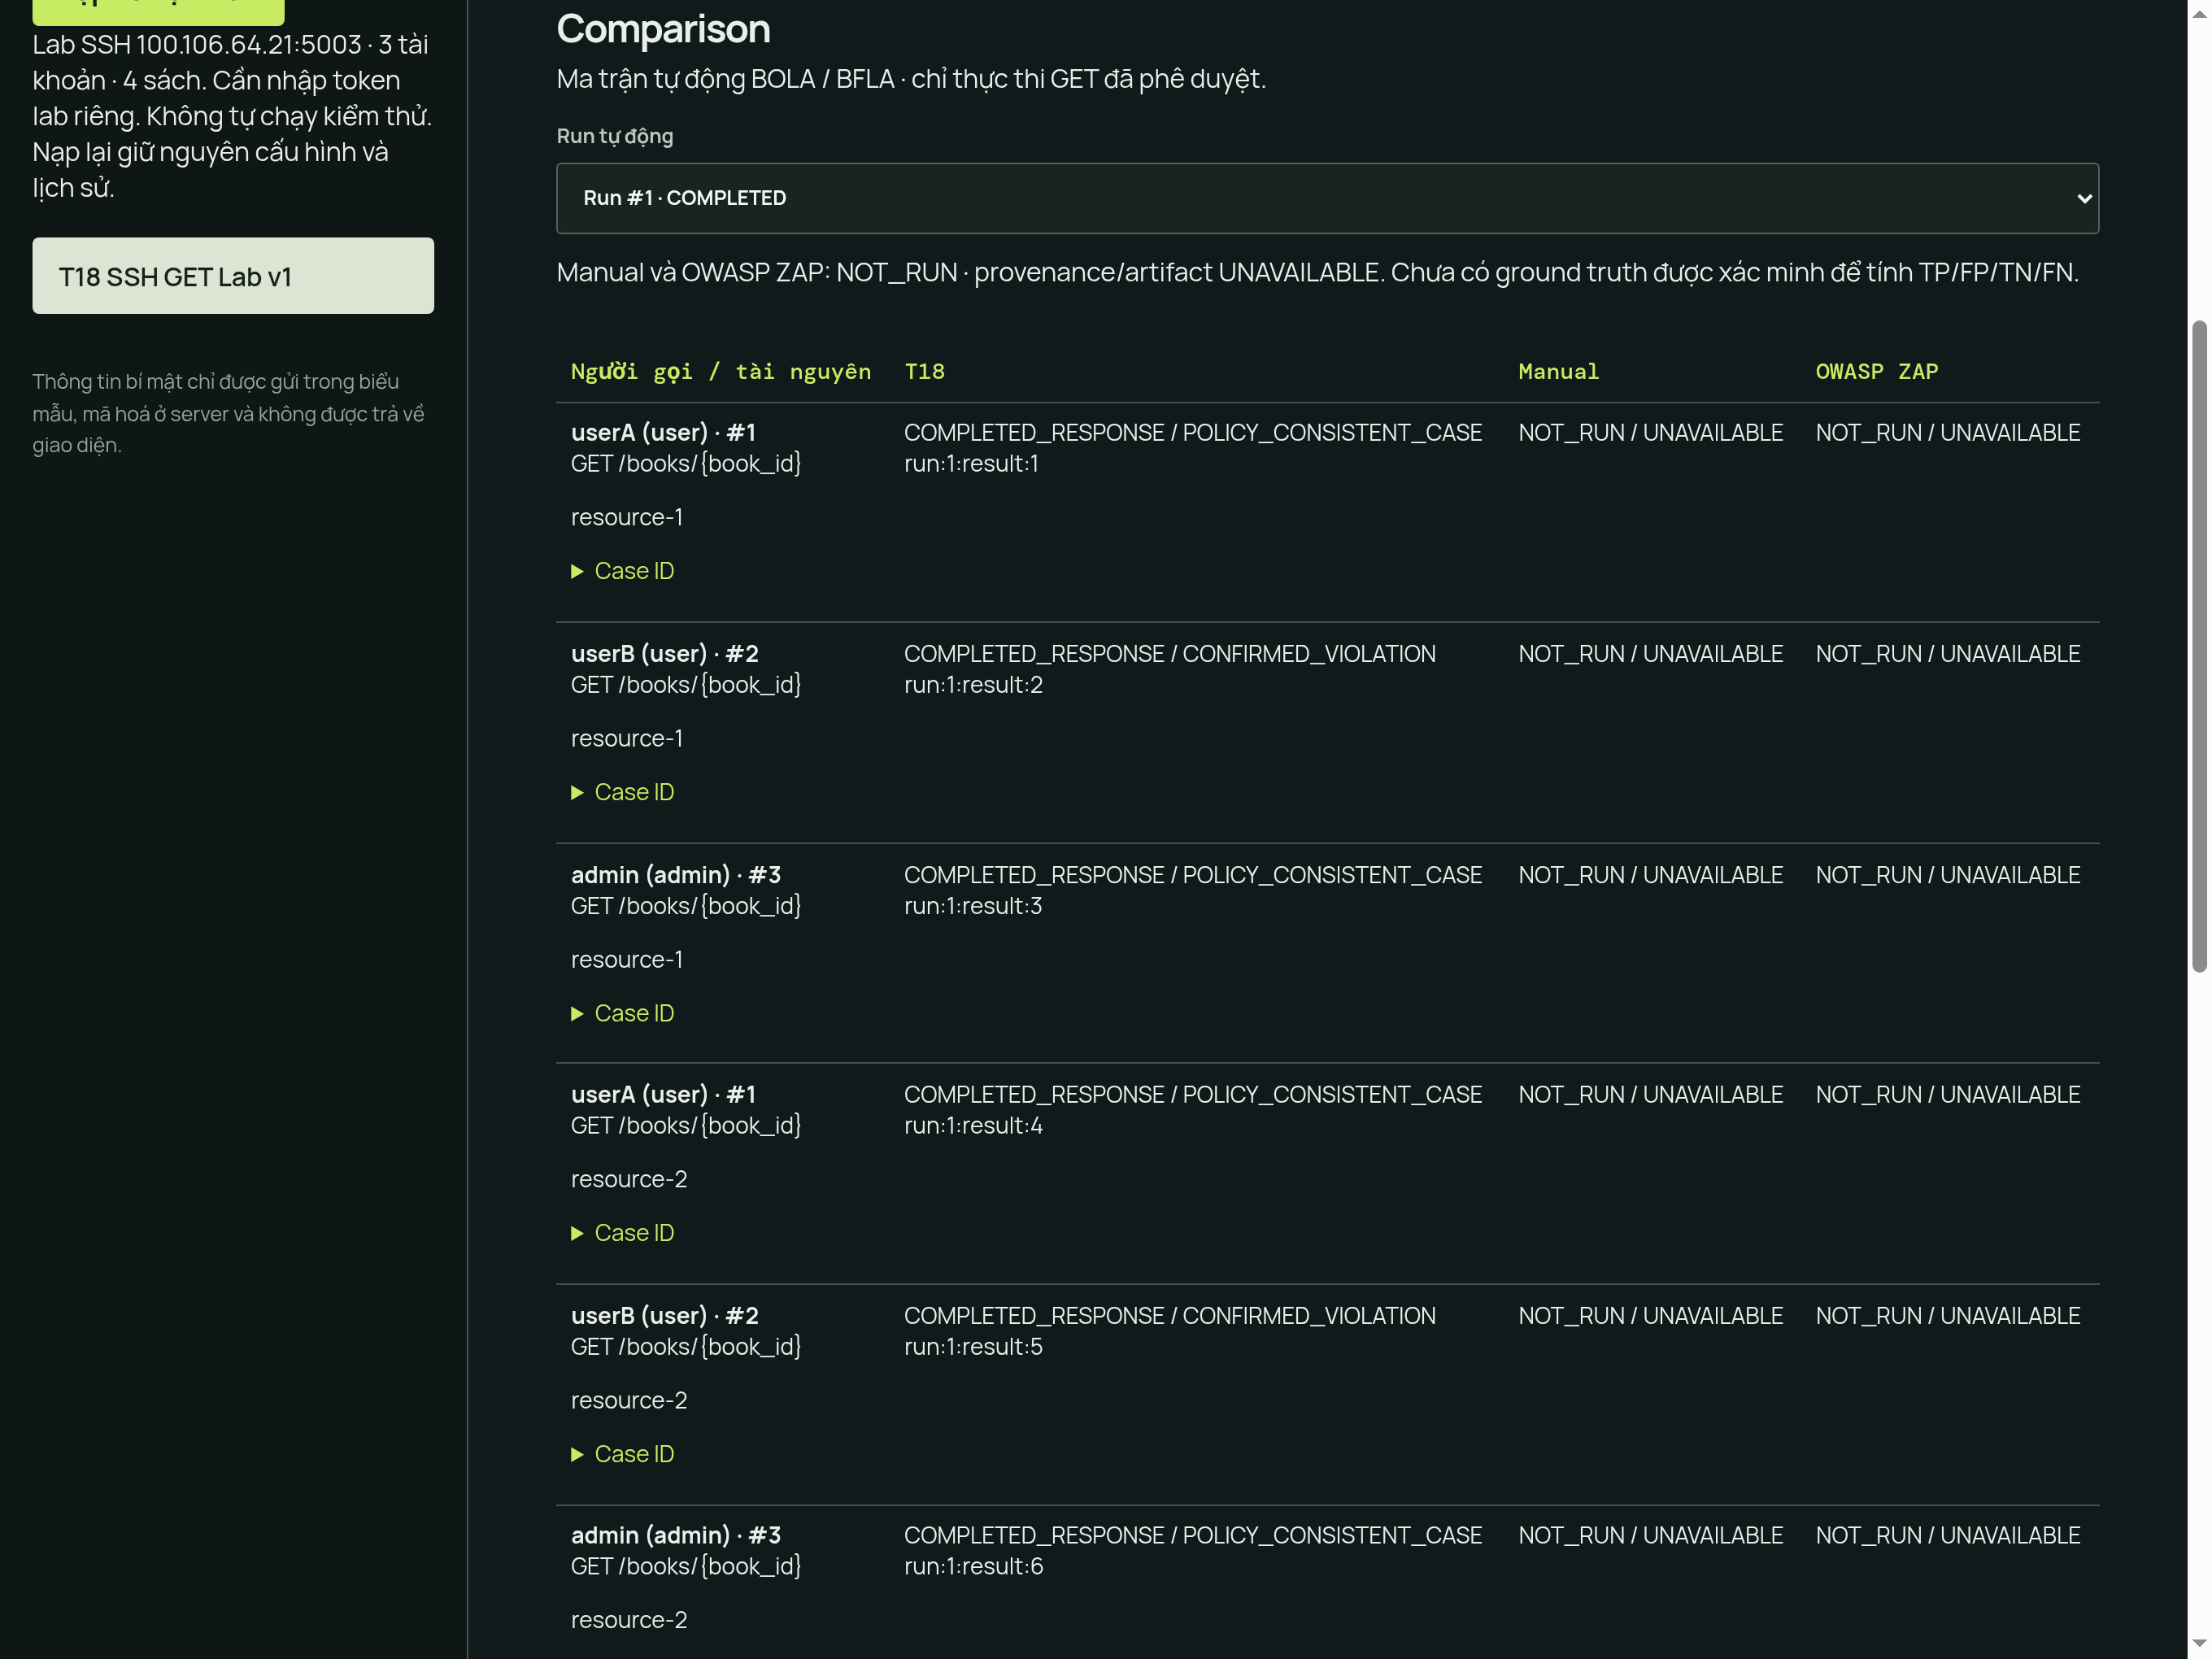 Lab SSH 100.106.64.21:5003 · 3 tài
khoản · 4 sách. Cần nhập token
lab riêng. Không tự chạy kiểm thử.
Nạp lại giữ nguyên cấu hình và
lịch sử.
T18 SSH GET Lab v1
Thông tin bí mật chỉ được gửi trong biểu
mẫu, mã hoá ở server và không được trả về
giao diện.
Comparison
Ma trận tự động BOLA / BFLA · chỉ thực thi GET đã phê duyệt.
Run tự động
Run #1 · COMPLETED
Manual và OWASP ZAP: NOT_RUN · provenance/artifact UNAVAILABLE. Chưa có ground truth được xác minh để tính TP/FP/TN/FN.
Người gọi / tài nguyên T18 Manual OWASP ZAP
userA (user) · #1 COMPLETED_RESPONSE / POLICY_CONSISTENT_CASE NOT_RUN / UNAVAILABLE NOT_RUN / UNAVAILABLE
GET /books/{book_id} run:1:result:1
resource-1
▶ Case ID
userB (user) · #2 COMPLETED_RESPONSE / CONFIRMED_VIOLATION NOT_RUN / UNAVAILABLE NOT_RUN / UNAVAILABLE
GET /books/{book_id} run:1:result:2
resource-1
▶ Case ID
admin (admin) · #3 COMPLETED_RESPONSE / POLICY_CONSISTENT_CASE NOT_RUN / UNAVAILABLE NOT_RUN / UNAVAILABLE
GET /books/{book_id} run:1:result:3
resource-1
▶ Case ID
userA (user) · #1 COMPLETED_RESPONSE / POLICY_CONSISTENT_CASE NOT_RUN / UNAVAILABLE NOT_RUN / UNAVAILABLE
GET /books/{book_id} run:1:result:4
resource-2
▶ Case ID
userB (user) · #2 COMPLETED_RESPONSE / CONFIRMED_VIOLATION NOT_RUN / UNAVAILABLE NOT_RUN / UNAVAILABLE
GET /books/{book_id} run:1:result:5
resource-2
▶ Case ID
admin (admin) · #3 COMPLETED_RESPONSE / POLICY_CONSISTENT_CASE NOT_RUN / UNAVAILABLE NOT_RUN / UNAVAILABLE
GET /books/{book_id} run:1:result:6
resource-2